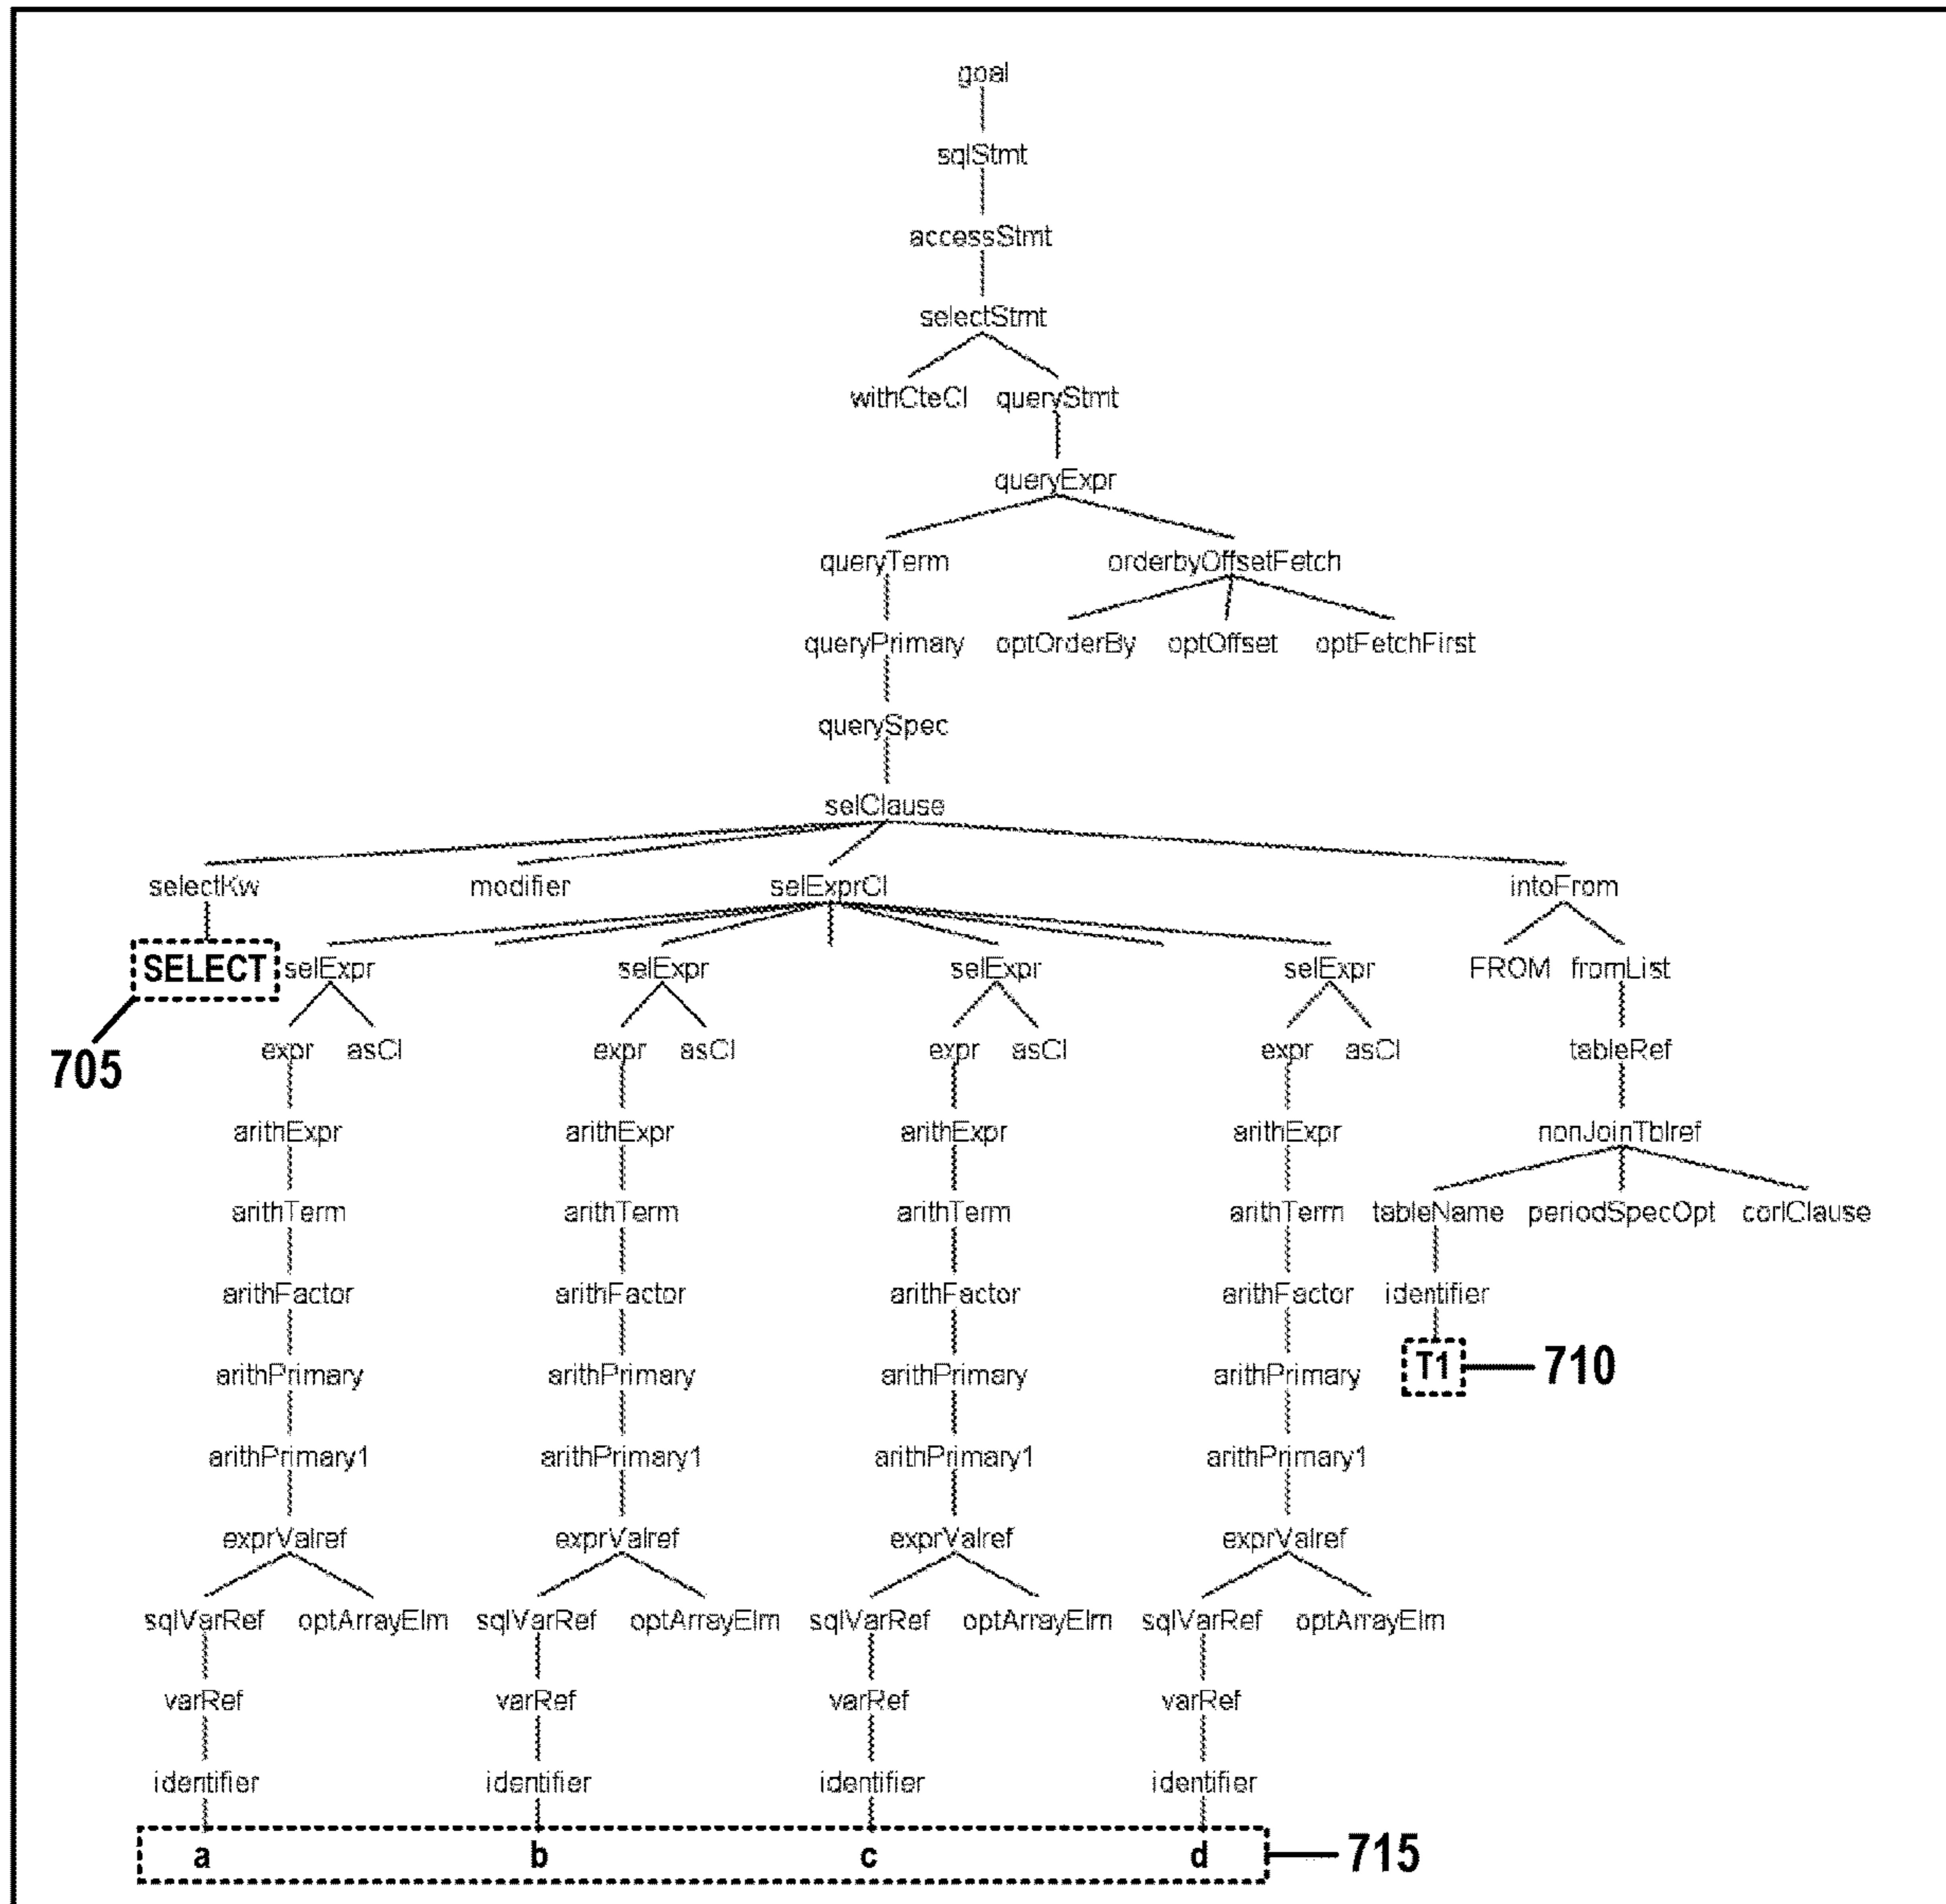 goal
sqlStmt
accessStmt
selectStmt
withCteCl queryStmt
queryExpr
queryTerm orderbyOffsetFetch
queryPrimary optOrderBy optOffset optFetchFirst
querySpec
selClause
selectKw modifier selExprCl intoFrom
SELECT selExpr selExpr selExpr selExpr FROM fromList
705 expr asCl expr asCl expr asCl expr asCl tableRef
arithExpr arithExpr arithExpr arithExpr nonJoinTblref
arithTerm arithTerm arithTerm arithTerm tableName periodSpecOpt corlClause
arithFactor arithFactor arithFactor arithFactor identifier
arithPrimary arithPrimary arithPrimary arithPrimary T1 710
arithPrimary1 arithPrimary1 arithPrimary1 arithPrimary1
exprValref exprValref exprValref exprValref
sqlVarRef optArrayElm sqlVarRef optArrayElm sqlVarRef optArrayElm sqlVarRef optArrayElm
varRef varRef varRef varRef
identifier identifier identifier identifier
a b c d 715